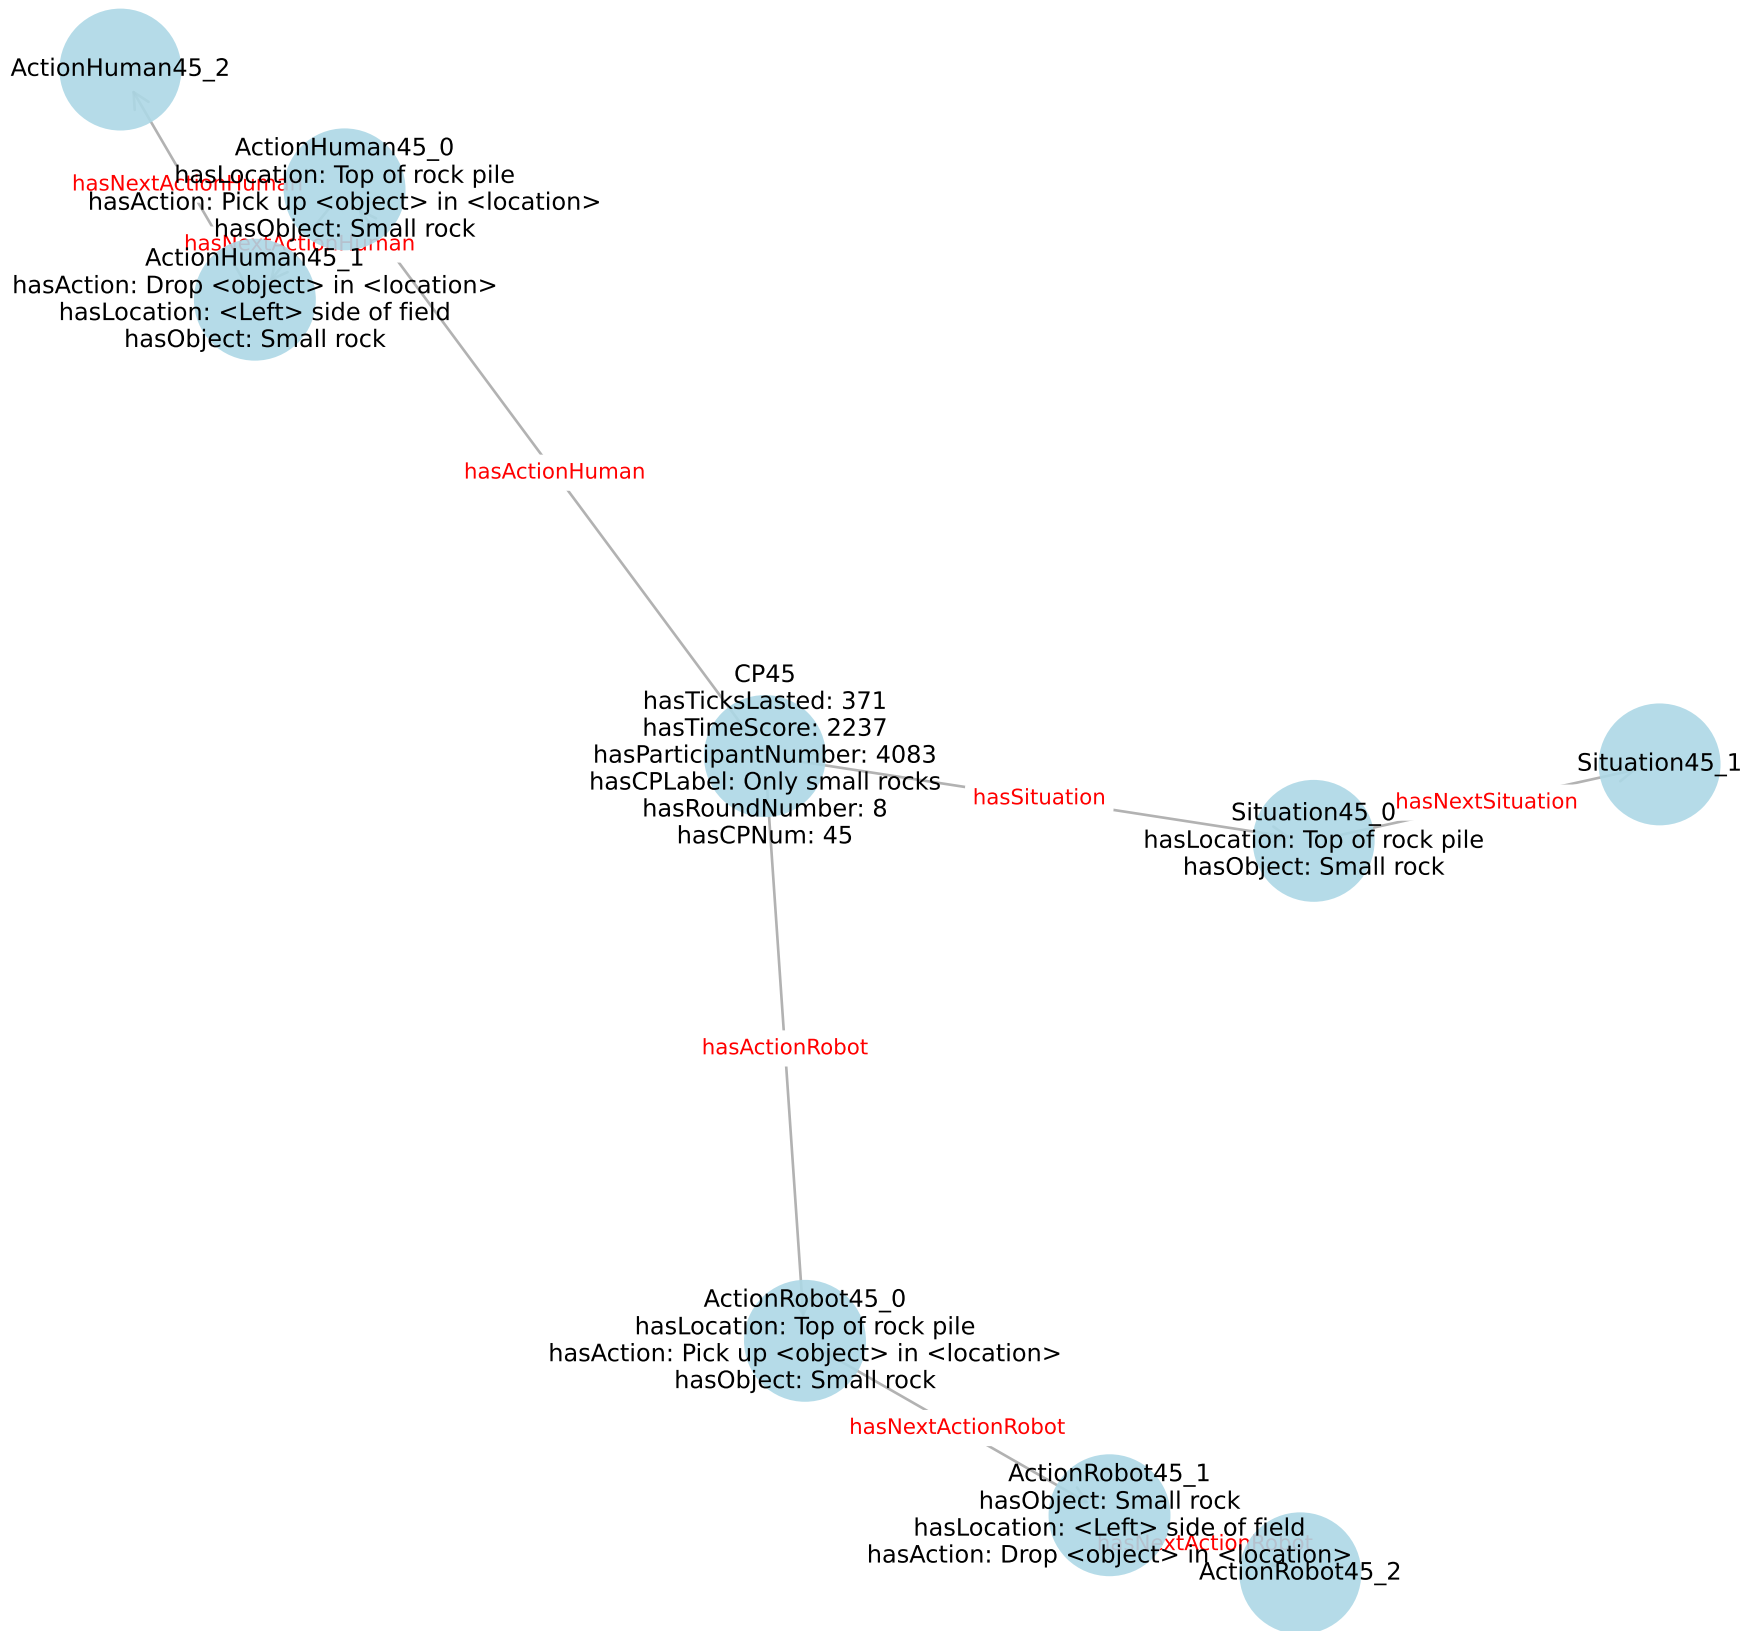 ActionHuman45_2
ActionHuman45_0
hasLocation: Top of rock pile
hasAction: Pick up <object> in <location>
hasObject: Small rock
hasNextActionHuman
hasNextActionHuman
ActionHuman45_1
hasAction: Drop <object> in <location>
hasLocation: <Left> side of field
hasObject: Small rock
hasActionHuman
CP45
hasTicksLasted: 371
hasTimeScore: 2237
hasParticipantNumber: 4083
hasCPLabel: Only small rocks
hasRoundNumber: 8
hasCPNum: 45
hasSituation
Situation45_0
hasLocation: Top of rock pile
hasObject: Small rock
hasNextSituation
Situation45_1
hasActionRobot
ActionRobot45_0
hasLocation: Top of rock pile
hasAction: Pick up <object> in <location>
hasObject: Small rock
hasNextActionRobot
ActionRobot45_1
hasObject: Small rock
hasLocation: <Left> side of field
hasAction: Drop <object> in <location>
hasNextActionRobot
ActionRobot45_2